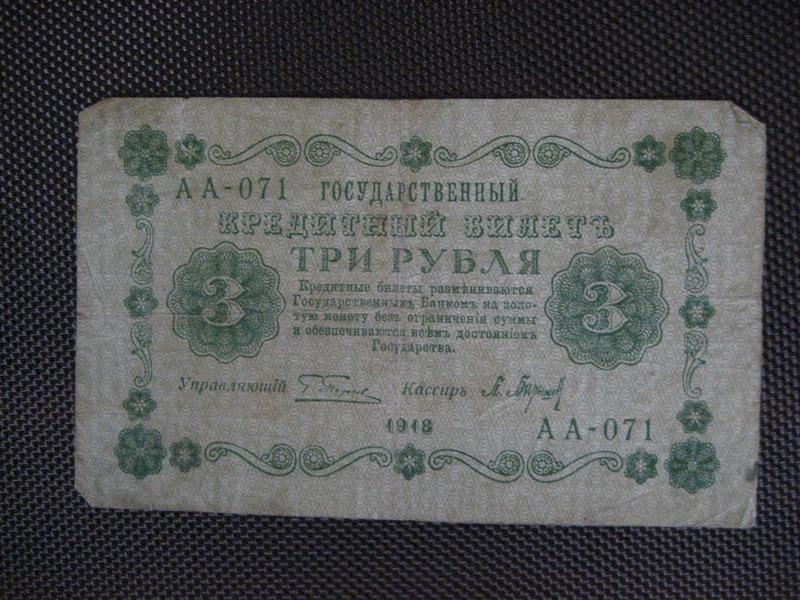 АА-071 ГОСУДАРСТВЕННЫЙ
КРЕДИТНЫЙ БИЛЕТЪ
ТРИ РУБЛЯ
3
3
Кредитные билеты размѣниваются
Государственнымъ Банкомъ на золо-
тую монету безъ ограниченія суммы
и обезпечиваются всѣмъ достояніемъ
Государства.
Управляющій
Кассиръ
1918
АА-071